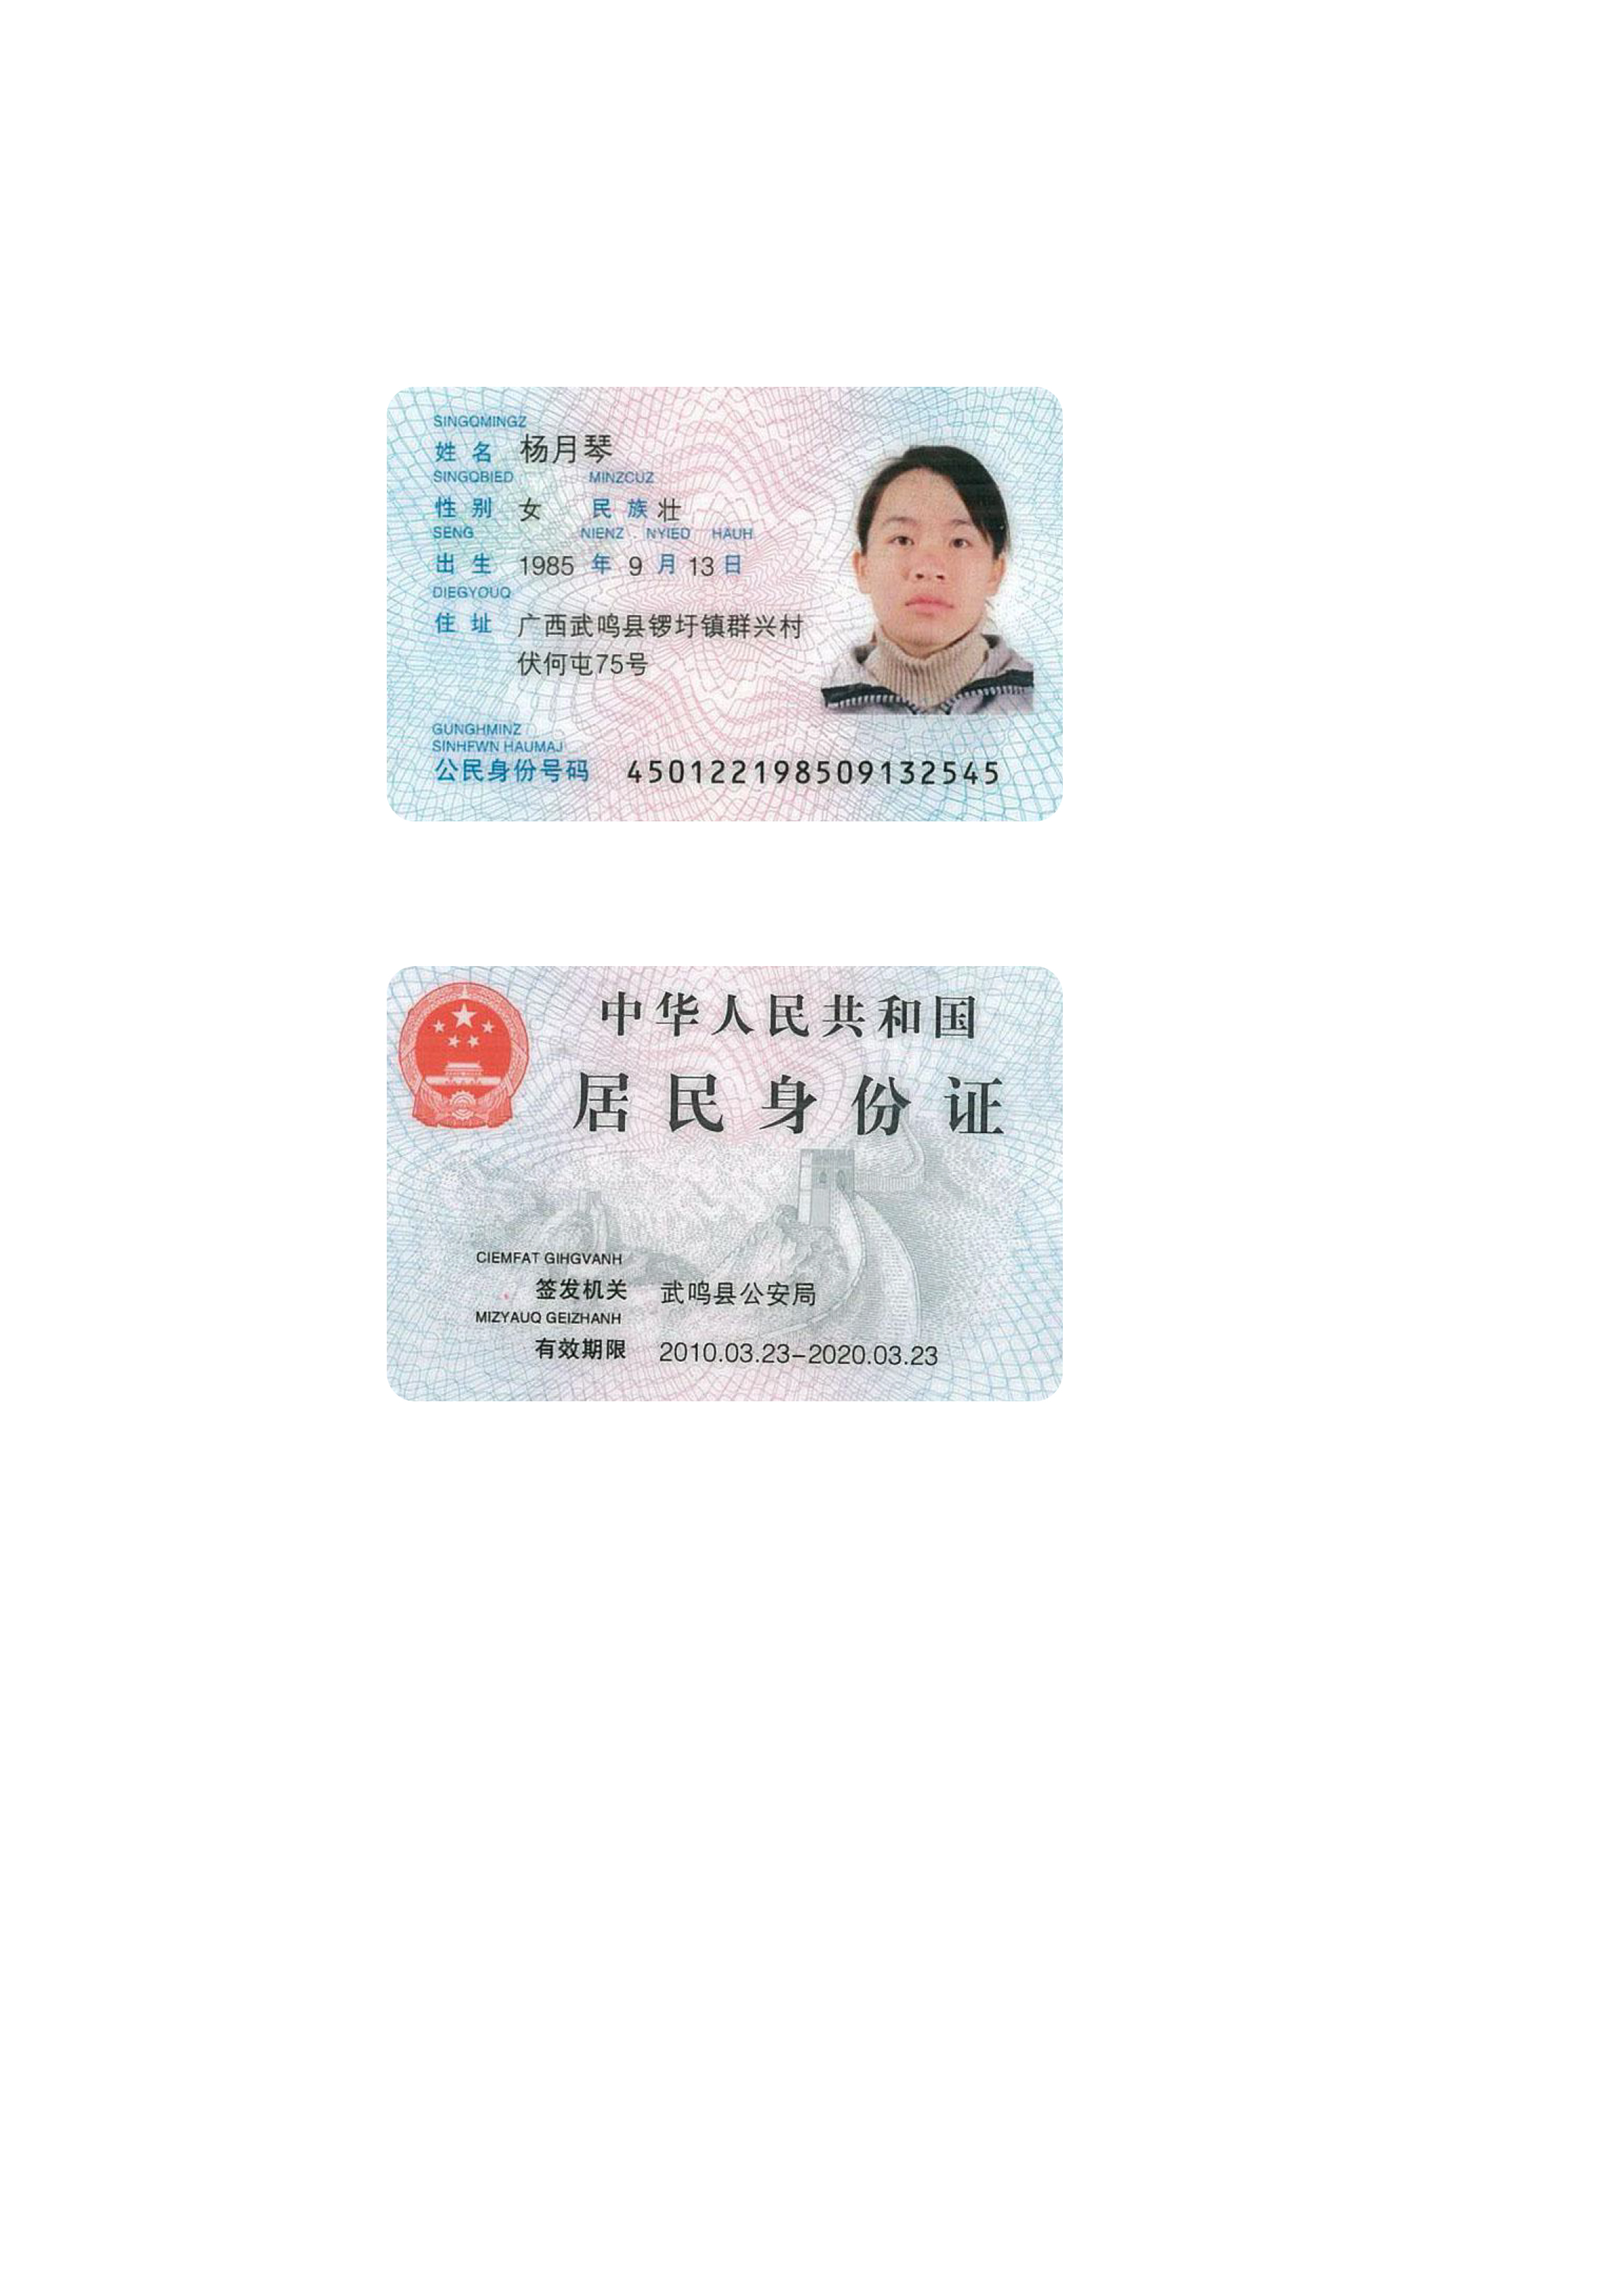 SINGQMINGZ
姓名 杨月琴
SINGQBIED MINZCUZ
性别 女 民族 壮
SENG NIENZ NYIED HAUH
出生 1985 年 9 月 13 日
DIEGYOUQ
住址 广西武鸣县锣圩镇群兴村
伏何屯75号
GUNGHMINZ
SINHFWN HAUMAJ
公民身份号码 450122198509132545
中华人民共和国
居民身份证
CIEMFAT GIHGVANH
签发机关 武鸣县公安局
MIZYAUQ GEIZHANH
有效期限 2010.03.23-2020.03.23